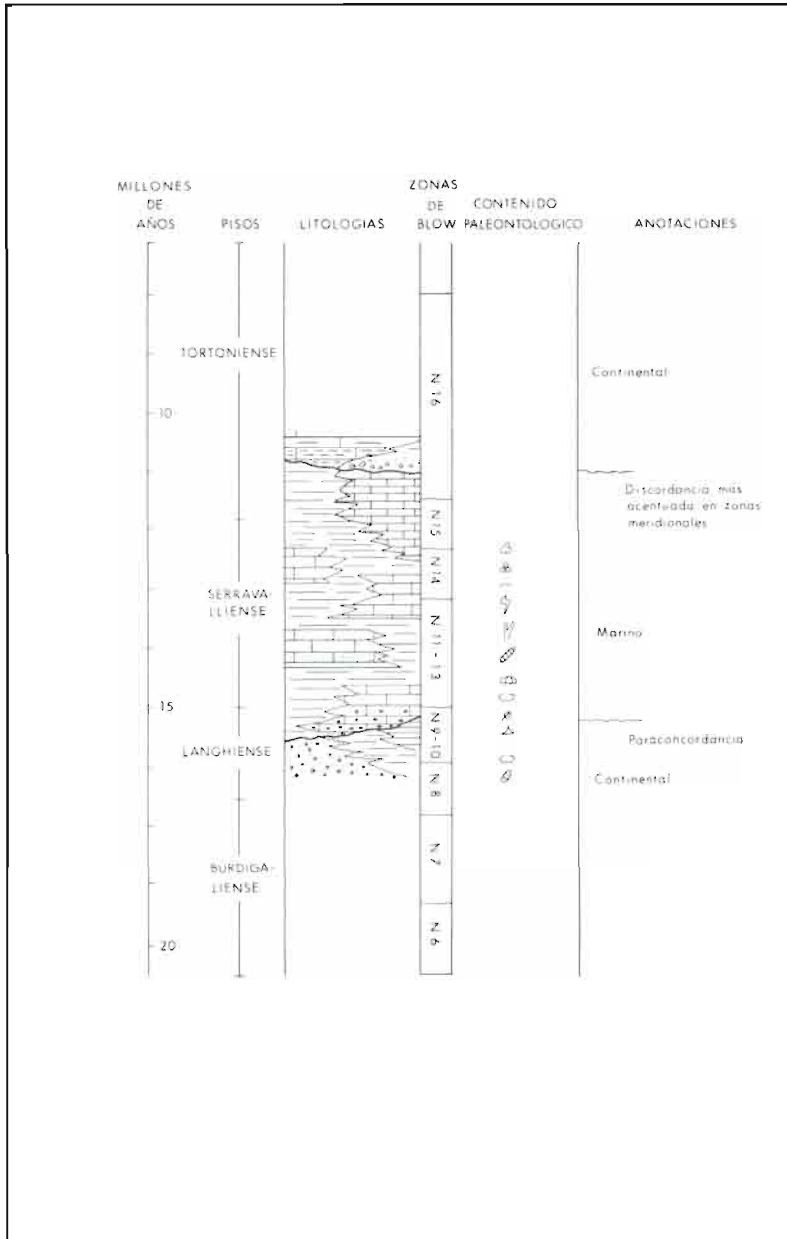 MILLONES
DE
AÑOS
PISOS
LITOLOGIAS
ZONAS
DE
BLOW
CONTENIDO
PALEONTOLOGICO
ANOTACIONES
TORTONIENSE
10
N 16
Continental
Discordancia más
acentuada en zonas
meridionales
N 15
N 14
SERRAVA-
LLIENSE
N 11 - 13
Marino
15
N 9-10
Paraconcordancia
LANGHIENSE
N 8
Continental
N 7
BURDIGA-
LIENSE
N 6
20